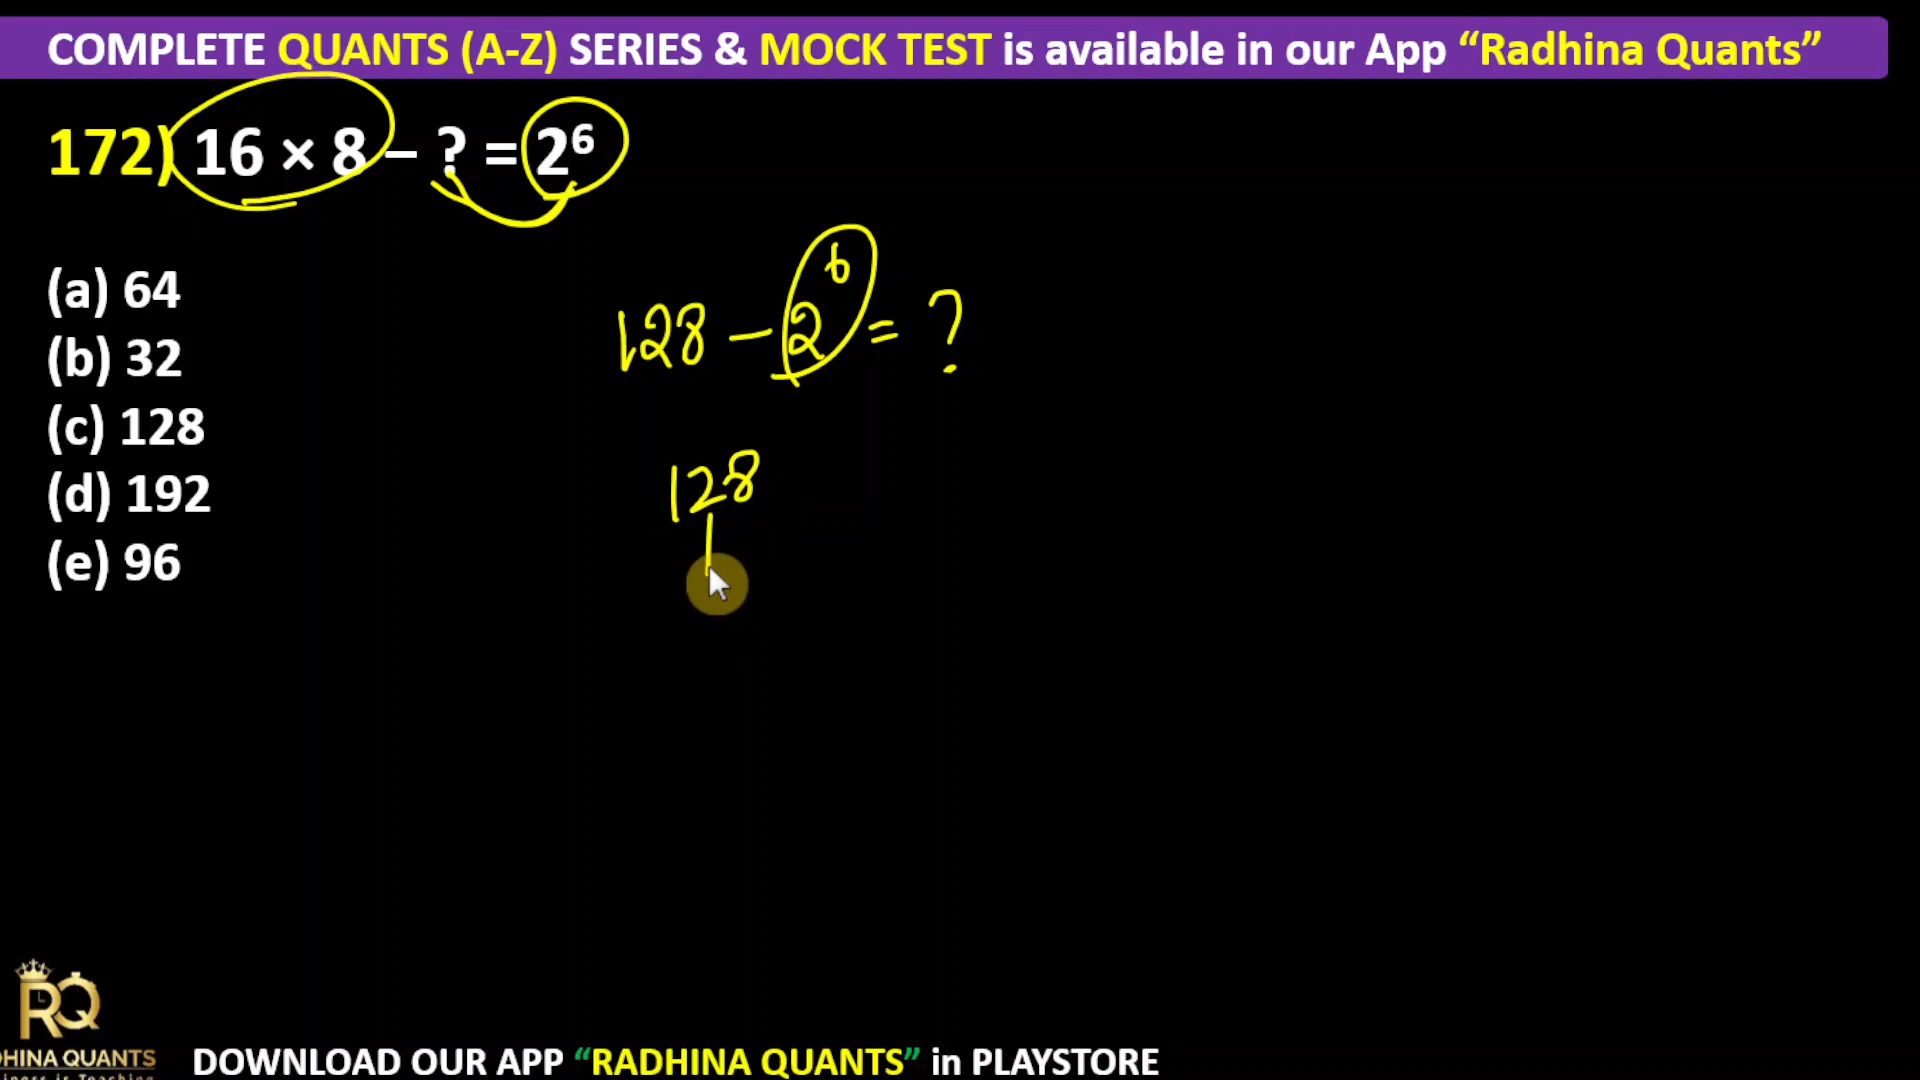 COMPLETE QUANTS (A-Z) SERIES & MOCK TEST is available in our App “Radhina Quants”
172) 16 × 8 – ? = 2⁶
(a) 64
(b) 32
(c) 128
(d) 192
(e) 96
128 – 2⁶ = ?
128
RQ
HINA QUANTS
DOWNLOAD OUR APP “RADHINA QUANTS” in PLAYSTORE